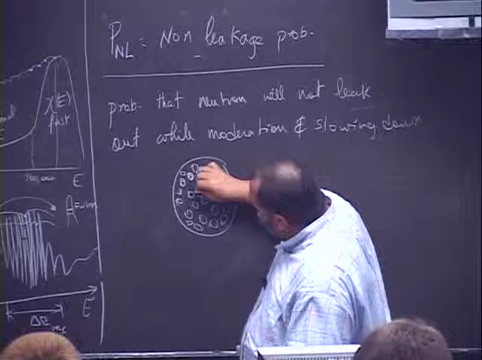 P_NL = Non leakage prob-
prob- that neutron will not leak
out while moderation & slowing down
χ(E)
fast
E
E
ΔE